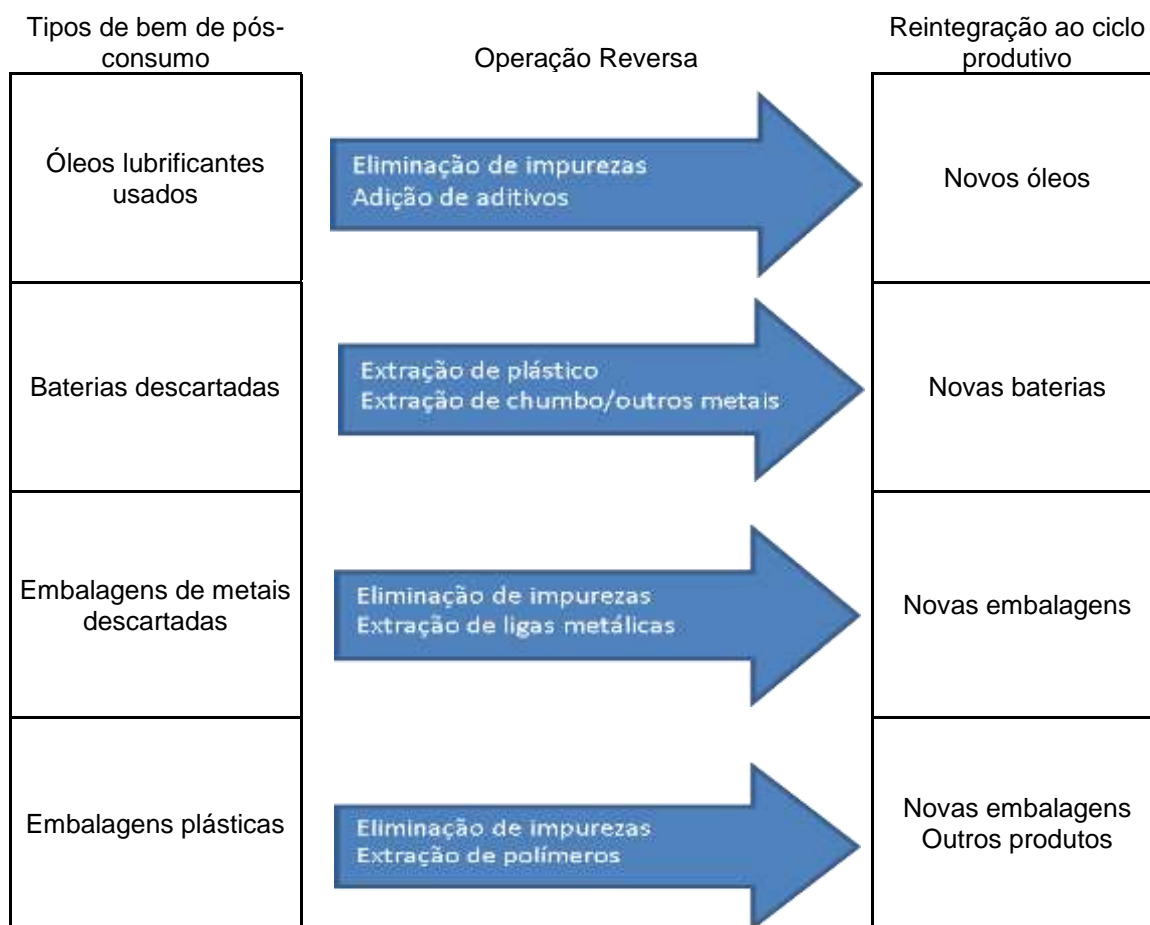 Tipos de bem de pós-
consumo
Operação Reversa
Reintegração ao ciclo
produtivo
Óleos lubrificantes
usados
Eliminação de impurezas
Adição de aditivos
Novos óleos
Baterias descartadas
Extração de plástico
Extração de chumbo/outros metais
Novas baterias
Embalagens de metais
descartadas
Eliminação de impurezas
Extração de ligas metálicas
Novas embalagens
Embalagens plásticas
Eliminação de impurezas
Extração de polímeros
Novas embalagens
Outros produtos